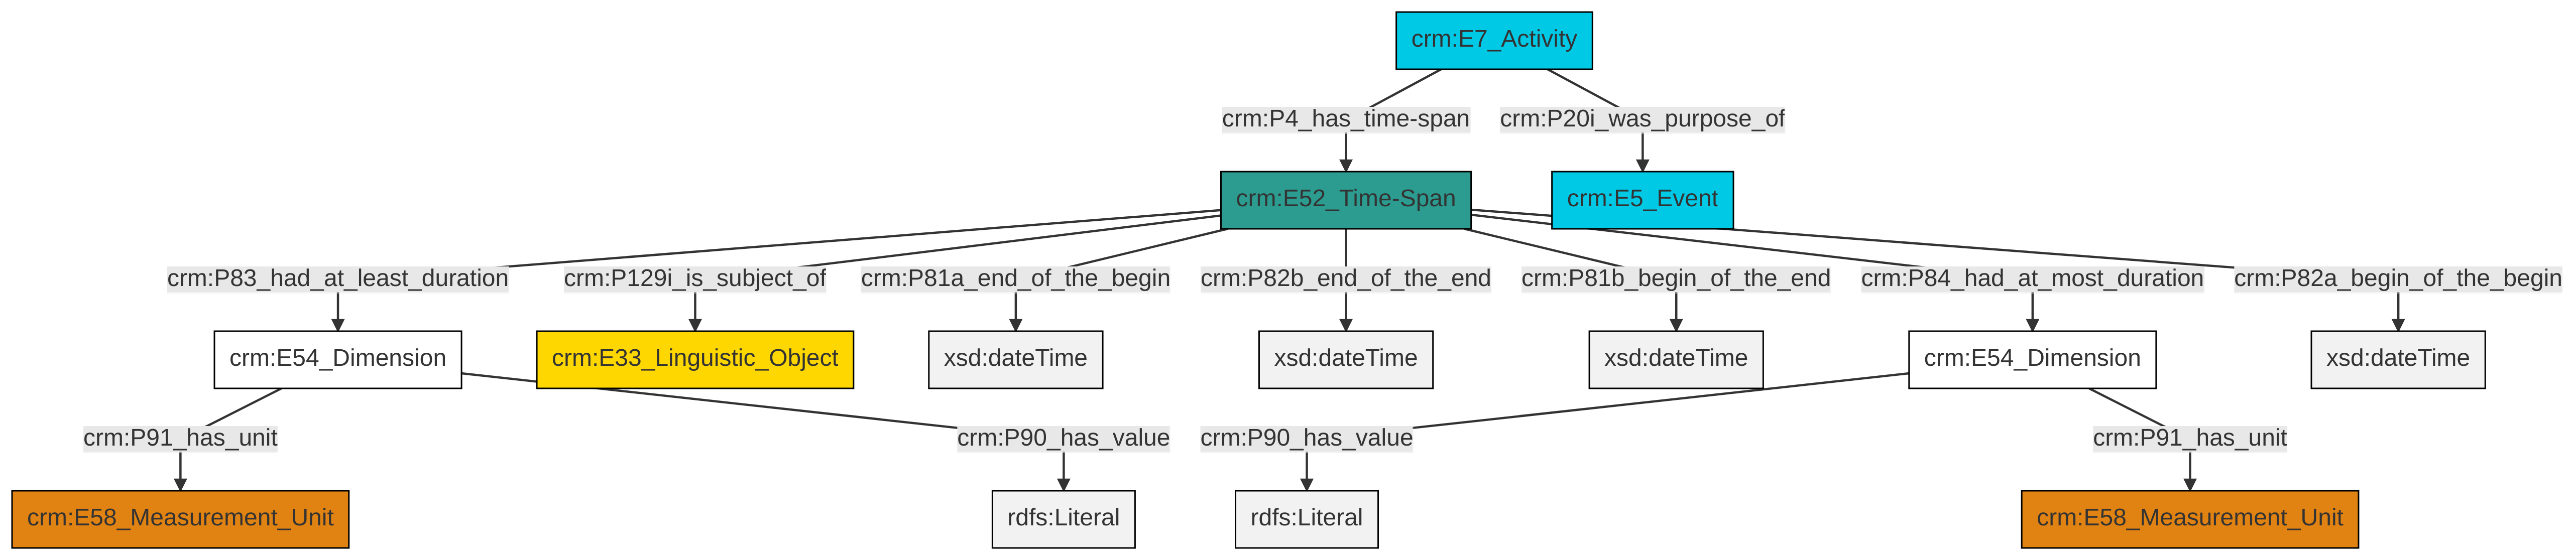 crm:E7_Activity
crm:P4_has_time-span
crm:P20i_was_purpose_of
crm:E52_Time-Span
crm:E5_Event
crm:P83_had_at_least_duration
crm:P129i_is_subject_of
crm:P81a_end_of_the_begin
crm:P82b_end_of_the_end
crm:P81b_begin_of_the_end
crm:P84_had_at_most_duration
crm:P82a_begin_of_the_begin
crm:E54_Dimension
crm:E33_Linguistic_Object
xsd:dateTime
xsd:dateTime
xsd:dateTime
crm:E54_Dimension
xsd:dateTime
crm:P91_has_unit
crm:P90_has_value
crm:P90_has_value
crm:P91_has_unit
crm:E58_Measurement_Unit
rdfs:Literal
rdfs:Literal
crm:E58_Measurement_Unit